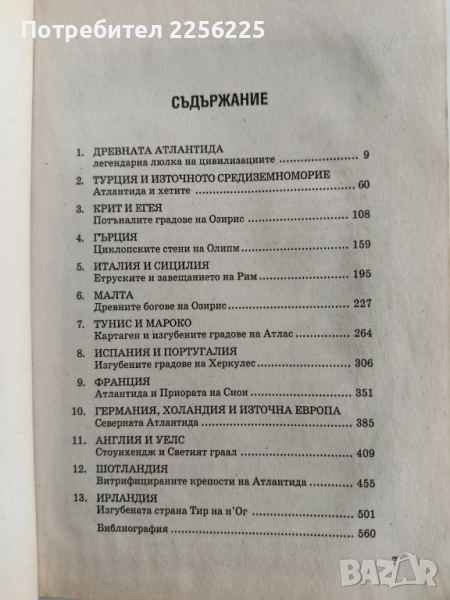 Потребител 2256225
СЪДЪРЖАНИЕ
1. ДРЕВНАТА АТЛАНТИДА
легендарна люлка на цивилизациите 9
2. ТУРЦИЯ И ИЗТОЧНОТО СРЕДИЗЕМНОМОРИЕ
Атлантида и хетите 60
3. КРИТ И ЕГЕЯ
Потъналите градове на Озирис 108
4. ГЪРЦИЯ
Циклопските стени на Олипм 159
5. ИТАЛИЯ И СИЦИЛИЯ
Етруските и завещанието на Рим 195
6. МАЛТА
Древните богове на Озирис 227
7. ТУНИС И МАРОКО
Картаген и изгубените градове на Атлас 264
8. ИСПАНИЯ И ПОРТУГАЛИЯ
Изгубените градове на Херкулес 306
9. ФРАНЦИЯ
Атлантида и Приората на Сион 351
10. ГЕРМАНИЯ, ХОЛАНДИЯ И ИЗТОЧНА ЕВРОПА
Северната Атлантида 385
11. АНГЛИЯ И УЕЛС
Стоунхендж и Светият граал 409
12. ШОТЛАНДИЯ
Витрифицираните крепости на Атлантида 455
13. ИРЛАНДИЯ
Изгубената страна Тир на н'Ог 501
Библиография 560
7
BAZAR